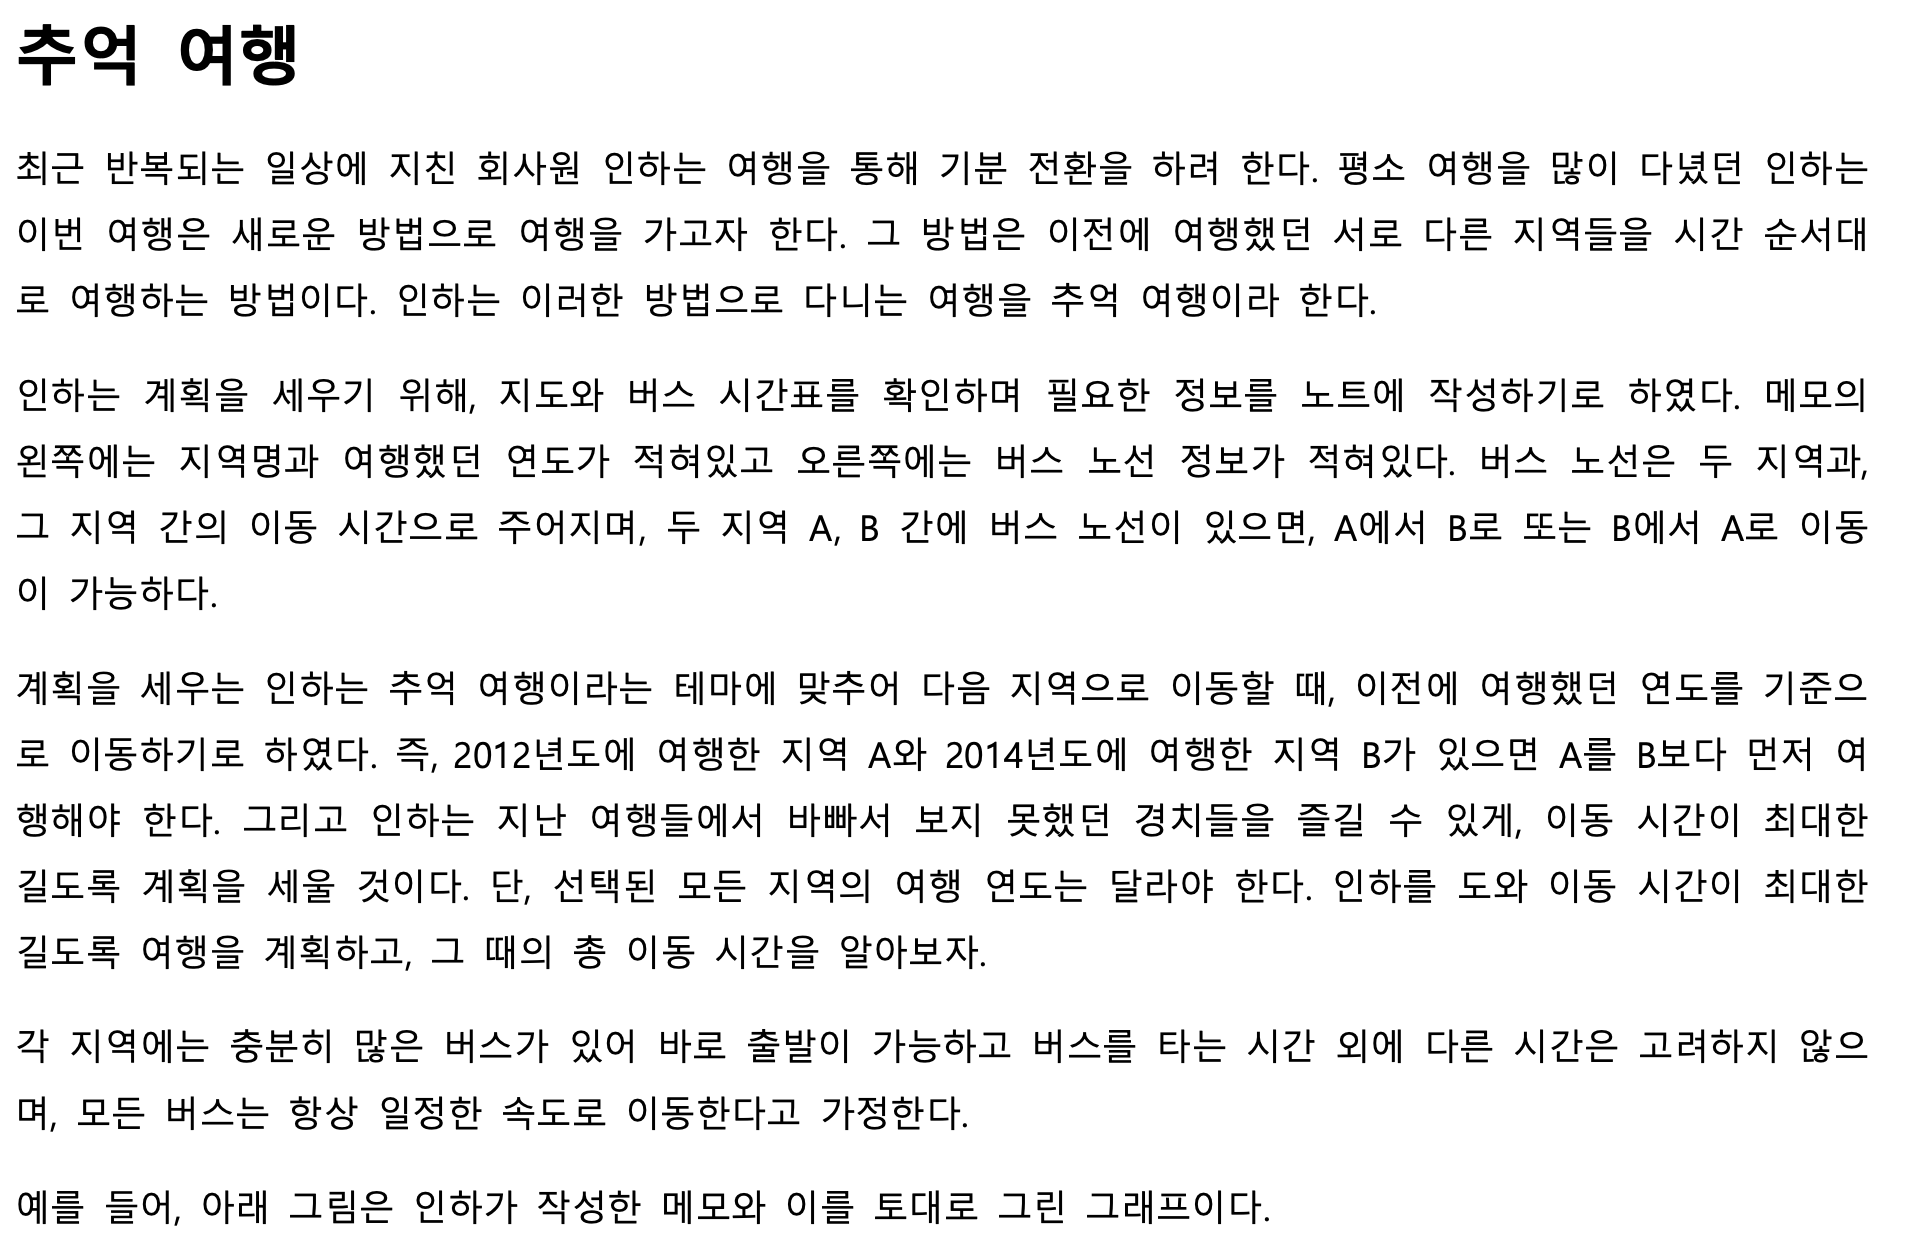 추억 여행
최근 반복되는 일상에 지친 회사원 인하는 여행을 통해 기분 전환을 하려 한다. 평소 여행을 많이 다녔던 인하는
이번 여행은 새로운 방법으로 여행을 가고자 한다. 그 방법은 이전에 여행했던 서로 다른 지역들을 시간 순서대
로 여행하는 방법이다. 인하는 이러한 방법으로 다니는 여행을 추억 여행이라 한다.
인하는 계획을 세우기 위해, 지도와 버스 시간표를 확인하며 필요한 정보를 노트에 작성하기로 하였다. 메모의
왼쪽에는 지역명과 여행했던 연도가 적혀있고 오른쪽에는 버스 노선 정보가 적혀있다. 버스 노선은 두 지역과,
그 지역 간의 이동 시간으로 주어지며, 두 지역 A, B 간에 버스 노선이 있으면, A에서 B로 또는 B에서 A로 이동
이 가능하다.
계획을 세우는 인하는 추억 여행이라는 테마에 맞추어 다음 지역으로 이동할 때, 이전에 여행했던 연도를 기준으
로 이동하기로 하였다. 즉, 2012년도에 여행한 지역 A와 2014년도에 여행한 지역 B가 있으면 A를 B보다 먼저 여
행해야 한다. 그리고 인하는 지난 여행들에서 바빠서 보지 못했던 경치들을 즐길 수 있게, 이동 시간이 최대한
길도록 계획을 세울 것이다. 단, 선택된 모든 지역의 여행 연도는 달라야 한다. 인하를 도와 이동 시간이 최대한
길도록 여행을 계획하고, 그 때의 총 이동 시간을 알아보자.
각 지역에는 충분히 많은 버스가 있어 바로 출발이 가능하고 버스를 타는 시간 외에 다른 시간은 고려하지 않으
며, 모든 버스는 항상 일정한 속도로 이동한다고 가정한다.
예를 들어, 아래 그림은 인하가 작성한 메모와 이를 토대로 그린 그래프이다.